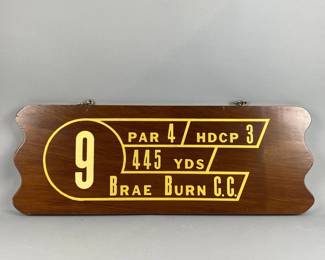 9
PAR 4 / HDCP 3
445 YDS
BRAE BURN C.C.